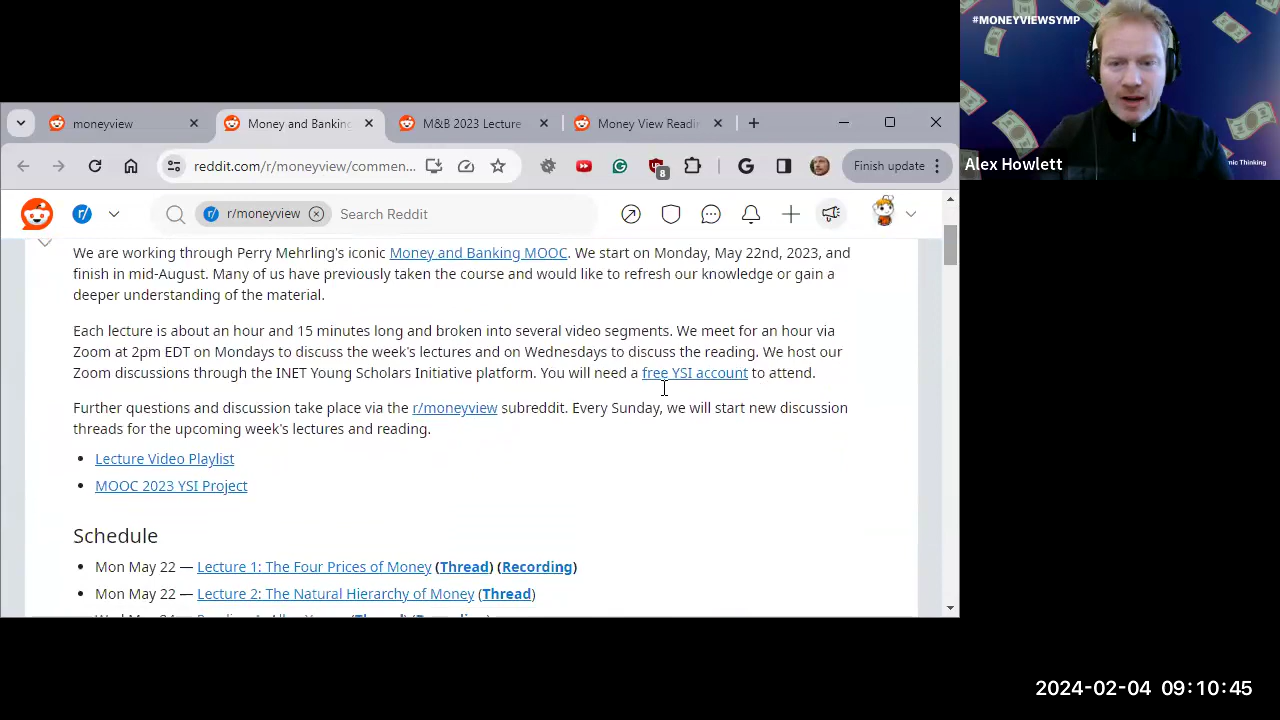 #MONEYVIEWSYMP
mic Thinking
Alex Howlett
moneyview
Money and Bankin
M&B 2023 Lecture
Money View Readi
reddit.com/r/moneyview/commen...
8
Finish update
r/moneyview
Search Reddit
We are working through Perry Mehrling's iconic Money and Banking MOOC. We start on Monday, May 22nd, 2023, and
finish in mid-August. Many of us have previously taken the course and would like to refresh our knowledge or gain a
deeper understanding of the material.
Each lecture is about an hour and 15 minutes long and broken into several video segments. We meet for an hour via
Zoom at 2pm EDT on Mondays to discuss the week's lectures and on Wednesdays to discuss the reading. We host our
Zoom discussions through the INET Young Scholars Initiative platform. You will need a free YSI account to attend.
Further questions and discussion take place via the r/moneyview subreddit. Every Sunday, we will start new discussion
threads for the upcoming week's lectures and reading.
Lecture Video Playlist
MOOC 2023 YSI Project
Schedule
Mon May 22 — Lecture 1: The Four Prices of Money (Thread) (Recording)
Mon May 22 — Lecture 2: The Natural Hierarchy of Money (Thread)
2024-02-04 09:10:45